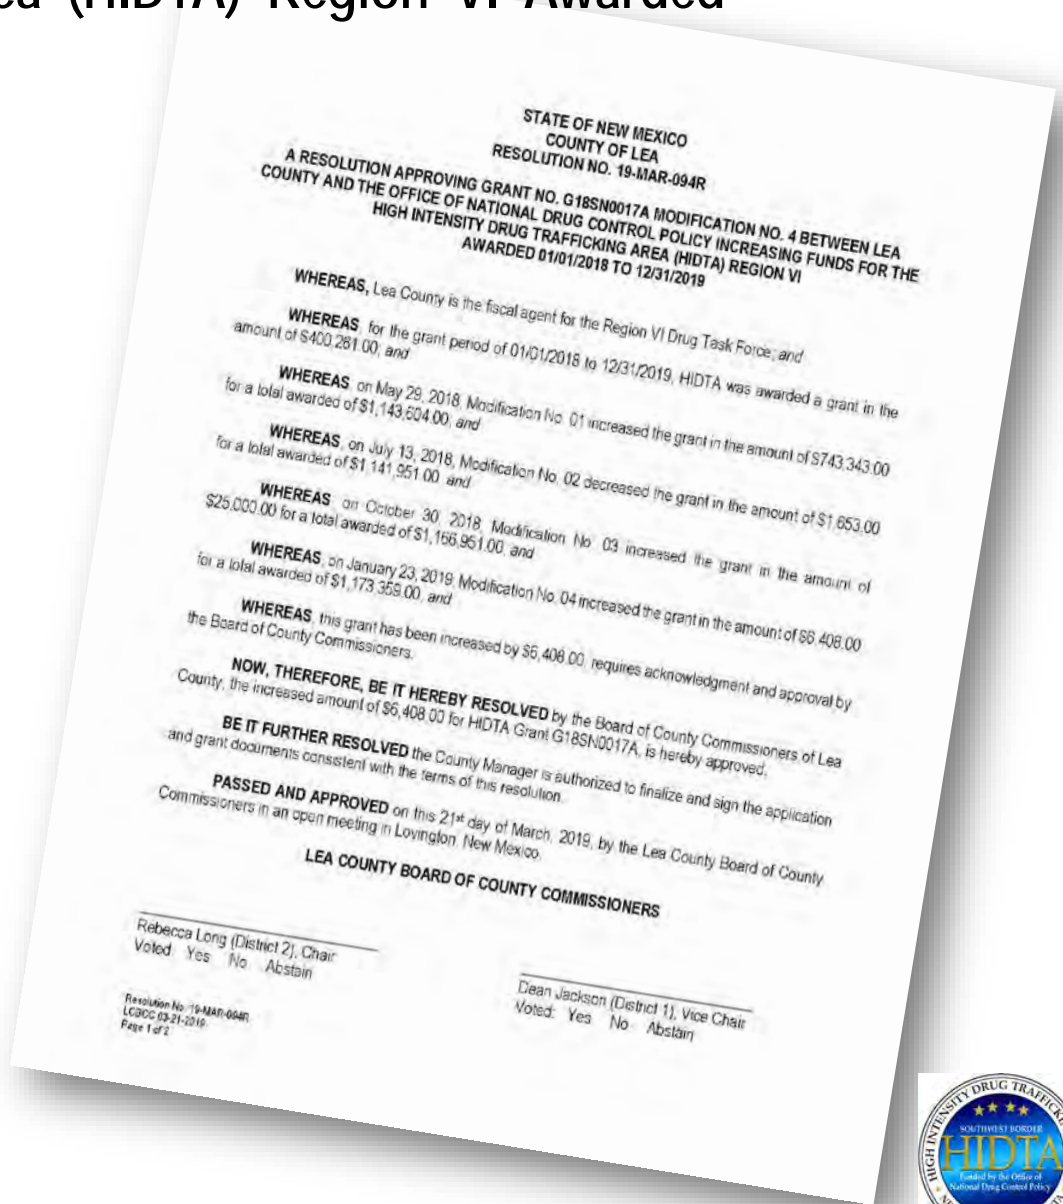 (HIDTA) Region VI Awarded
STATE OF NEW MEXICO
COUNTY OF LEA
RESOLUTION NO. 19-MAR-094R
A RESOLUTION APPROVING GRANT NO. G18SN0017A MODIFICATION NO. 4 BETWEEN LEA
COUNTY AND THE OFFICE OF NATIONAL DRUG CONTROL POLICY INCREASING FUNDS FOR THE
HIGH INTENSITY DRUG TRAFFICKING AREA (HIDTA) REGION VI
AWARDED 01/01/2018 TO 12/31/2019
WHEREAS, Lea County is the fiscal agent for the Region VI Drug Task Force; and
WHEREAS, for the grant period of 01/01/2018 to 12/31/2019, HIDTA was awarded a grant in the
amount of $400,261.00; and
WHEREAS, on May 29, 2018, Modification No. 01 increased the grant in the amount of $743,343.00
for a total awarded of $1,143,604.00, and
WHEREAS, on July 13, 2018, Modification No. 02 decreased the grant in the amount of $1,653.00
for a total awarded of $1,141,951.00 and
WHEREAS on October 30, 2018, Modification No. 03 increased the grant in the amount of
$25,000.00 for a total awarded of $1,166,951.00, and
WHEREAS, on January 23, 2019 Modification No. 04 increased the grant in the amount of $6,408.00
for a total awarded of $1,173,359.00, and
WHEREAS, this grant has been increased by $6,408.00, requires acknowledgment and approval by
the Board of County Commissioners.
NOW, THEREFORE, BE IT HEREBY RESOLVED by the Board of County Commissioners of Lea
County, the increased amount of $6,408.00 for HIDTA Grant G18SN0017A, is hereby approved.
BE IT FURTHER RESOLVED the County Manager is authorized to finalize and sign the application
and grant documents consistent with the terms of this resolution.
PASSED AND APPROVED on this 21st day of March, 2019, by the Lea County Board of County
Commissioners in an open meeting in Lovington, New Mexico.
LEA COUNTY BOARD OF COUNTY COMMISSIONERS
Rebecca Long (District 2), Chair
Voted: Yes No Abstain
Dean Jackson (District 1), Vice Chair
Voted: Yes No Abstain
Resolution No. 19-MAR-094R
LCBCC 03-21-2019
Page 1 of 2
HIGH INTENSITY DRUG
SOUTHWEST BORDER
HIDTA
Funded by the Office of
National Drug Control Policy